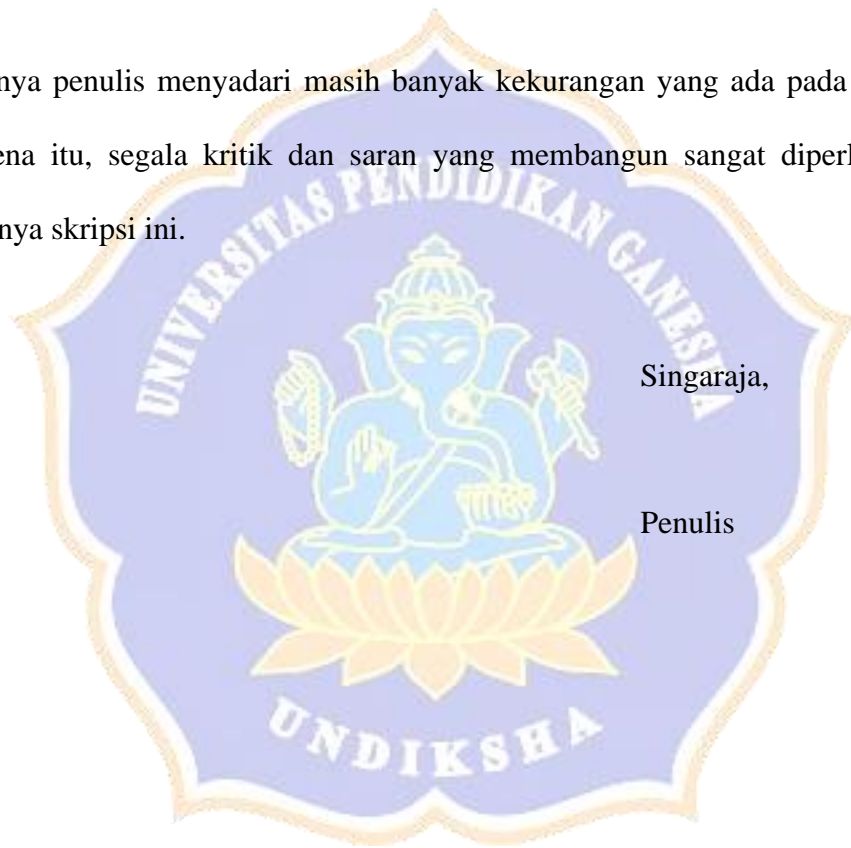 nya penulis menyadari masih banyak kekurangan yang ada pada
ena itu, segala kritik dan saran yang membangun sangat diperl
nya skripsi ini.
UNIVERSITAS PENDIDIKAN GANESHA
Singaraja,
Penulis
UNDIKSHA